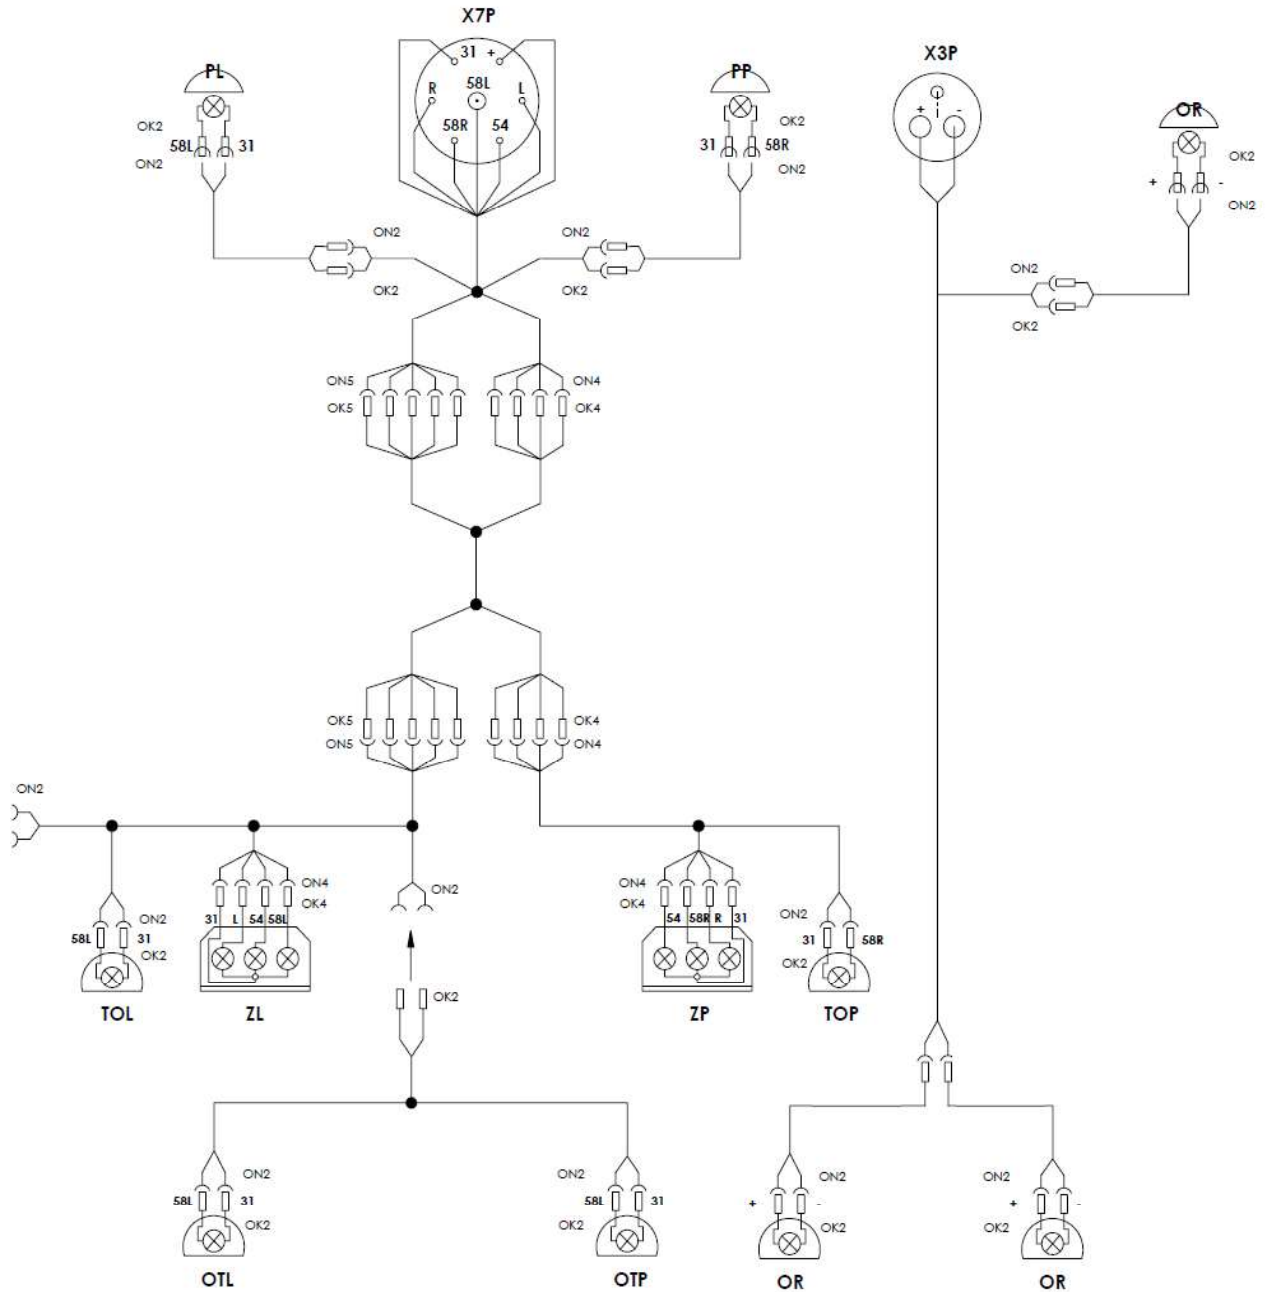 X7P
X3P
PL
31 +
PP
R 58L L
+ -
OR
OK2
58R 54
OK2
58L 31
31 58R
OK2
ON2
ON2
+ -
ON2
ON2
ON2
ON2
OK2
OK2
OK2
ON5
ON4
OK5
OK4
OK5
OK4
ON5
ON4
ON2
ON4
ON2
ON4
OK4
OK4
ON2
31 L 54 58L
54 58R R 31
ON2
58L 31
31 58R
OK2
OK2
TOL
ZL
OK2
ZP
TOP
ON2
ON2
ON2
ON2
58L 31
58L 31
+ -
+ -
OK2
OK2
OK2
OK2
OTL
OTP
OR
OR